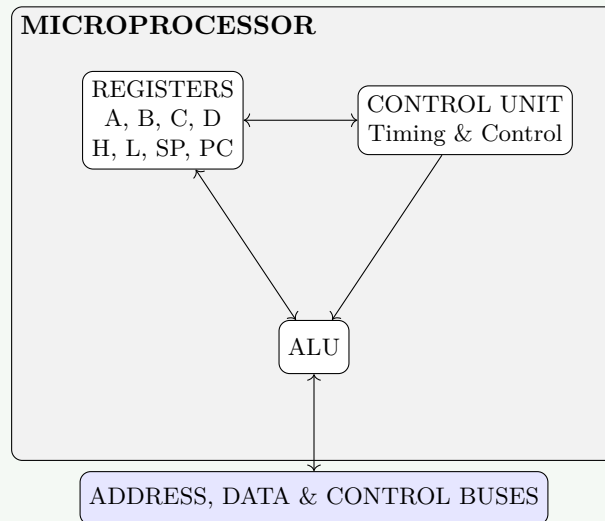 MICROPROCESSOR
REGISTERS
A, B, C, D
H, L, SP, PC
CONTROL UNIT
Timing & Control
ALU
ADDRESS, DATA & CONTROL BUSES